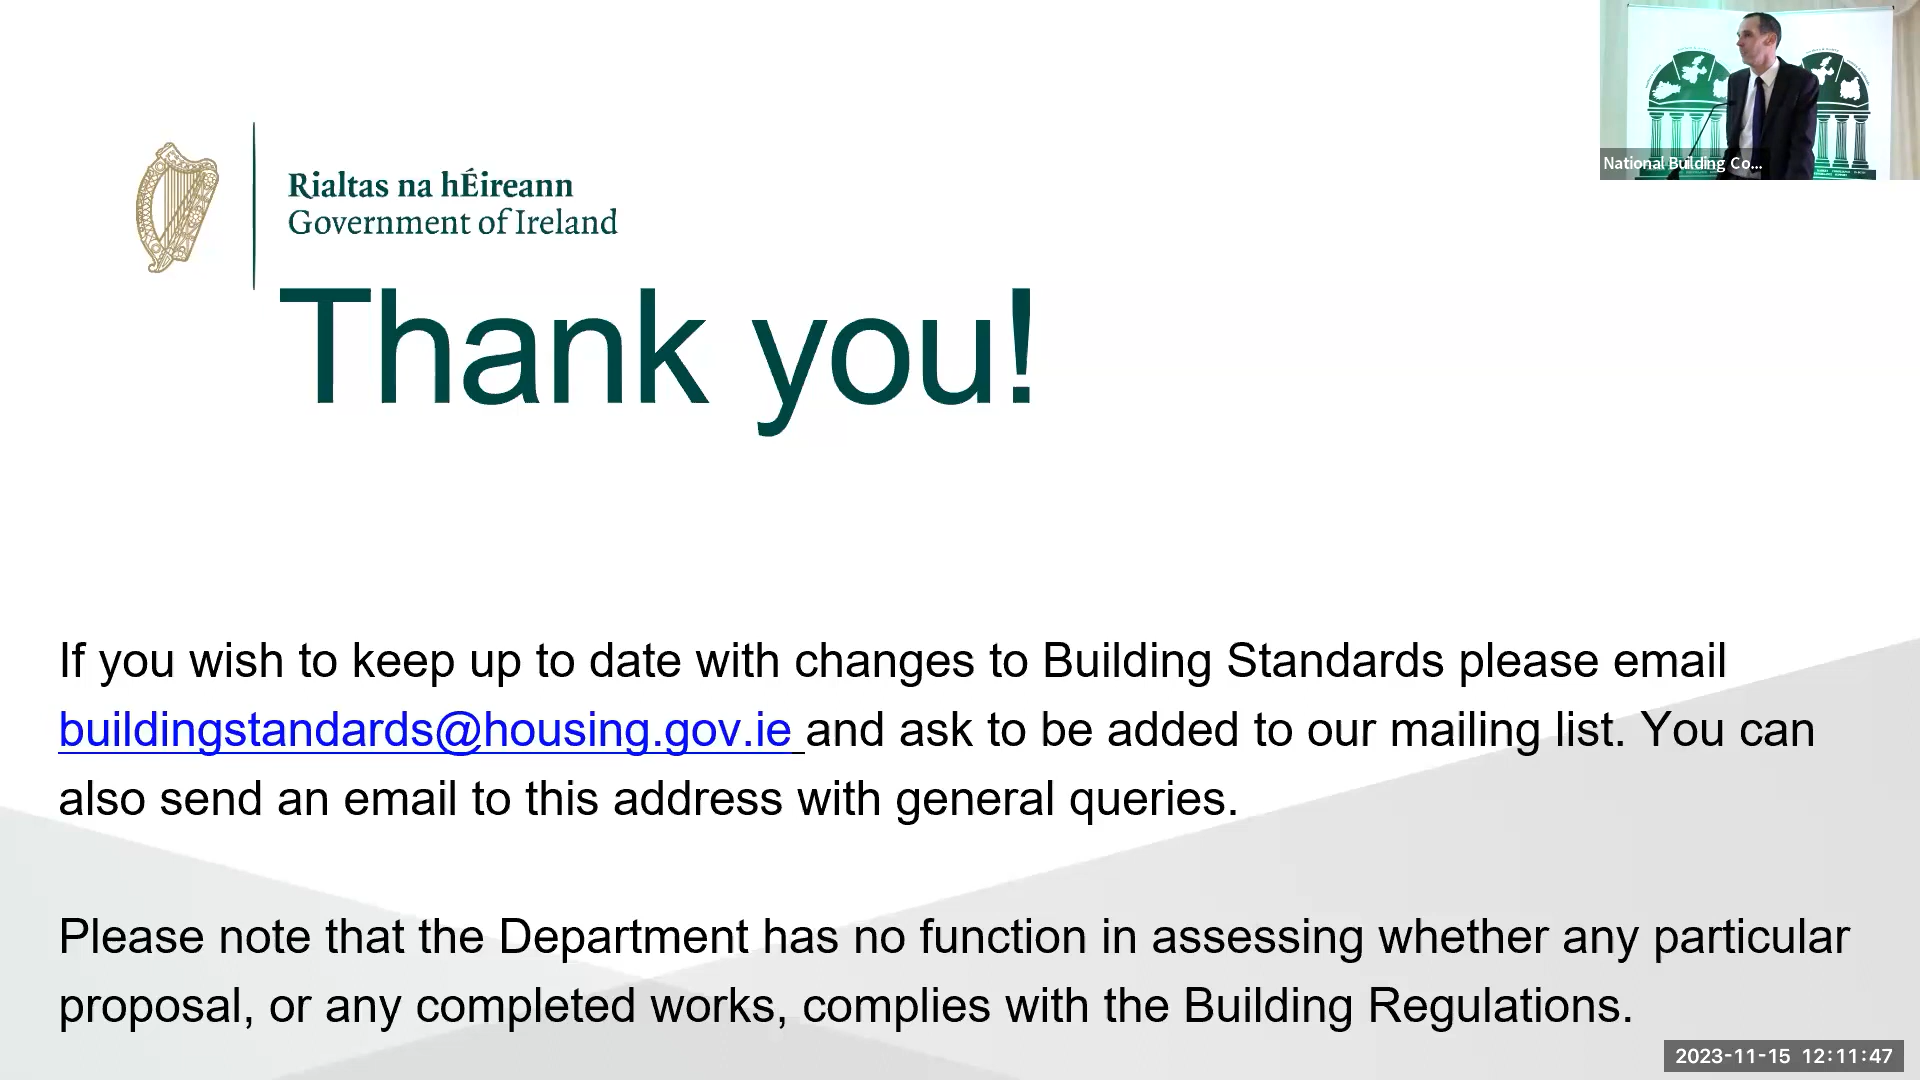 National Building Co...
Rialtas na hÉireann
Government of Ireland
Thank you!
If you wish to keep up to date with changes to Building Standards please email
buildingstandards@housing.gov.ie and ask to be added to our mailing list. You can
also send an email to this address with general queries.
Please note that the Department has no function in assessing whether any particular
proposal, or any completed works, complies with the Building Regulations.
2023-11-15 12:11:47